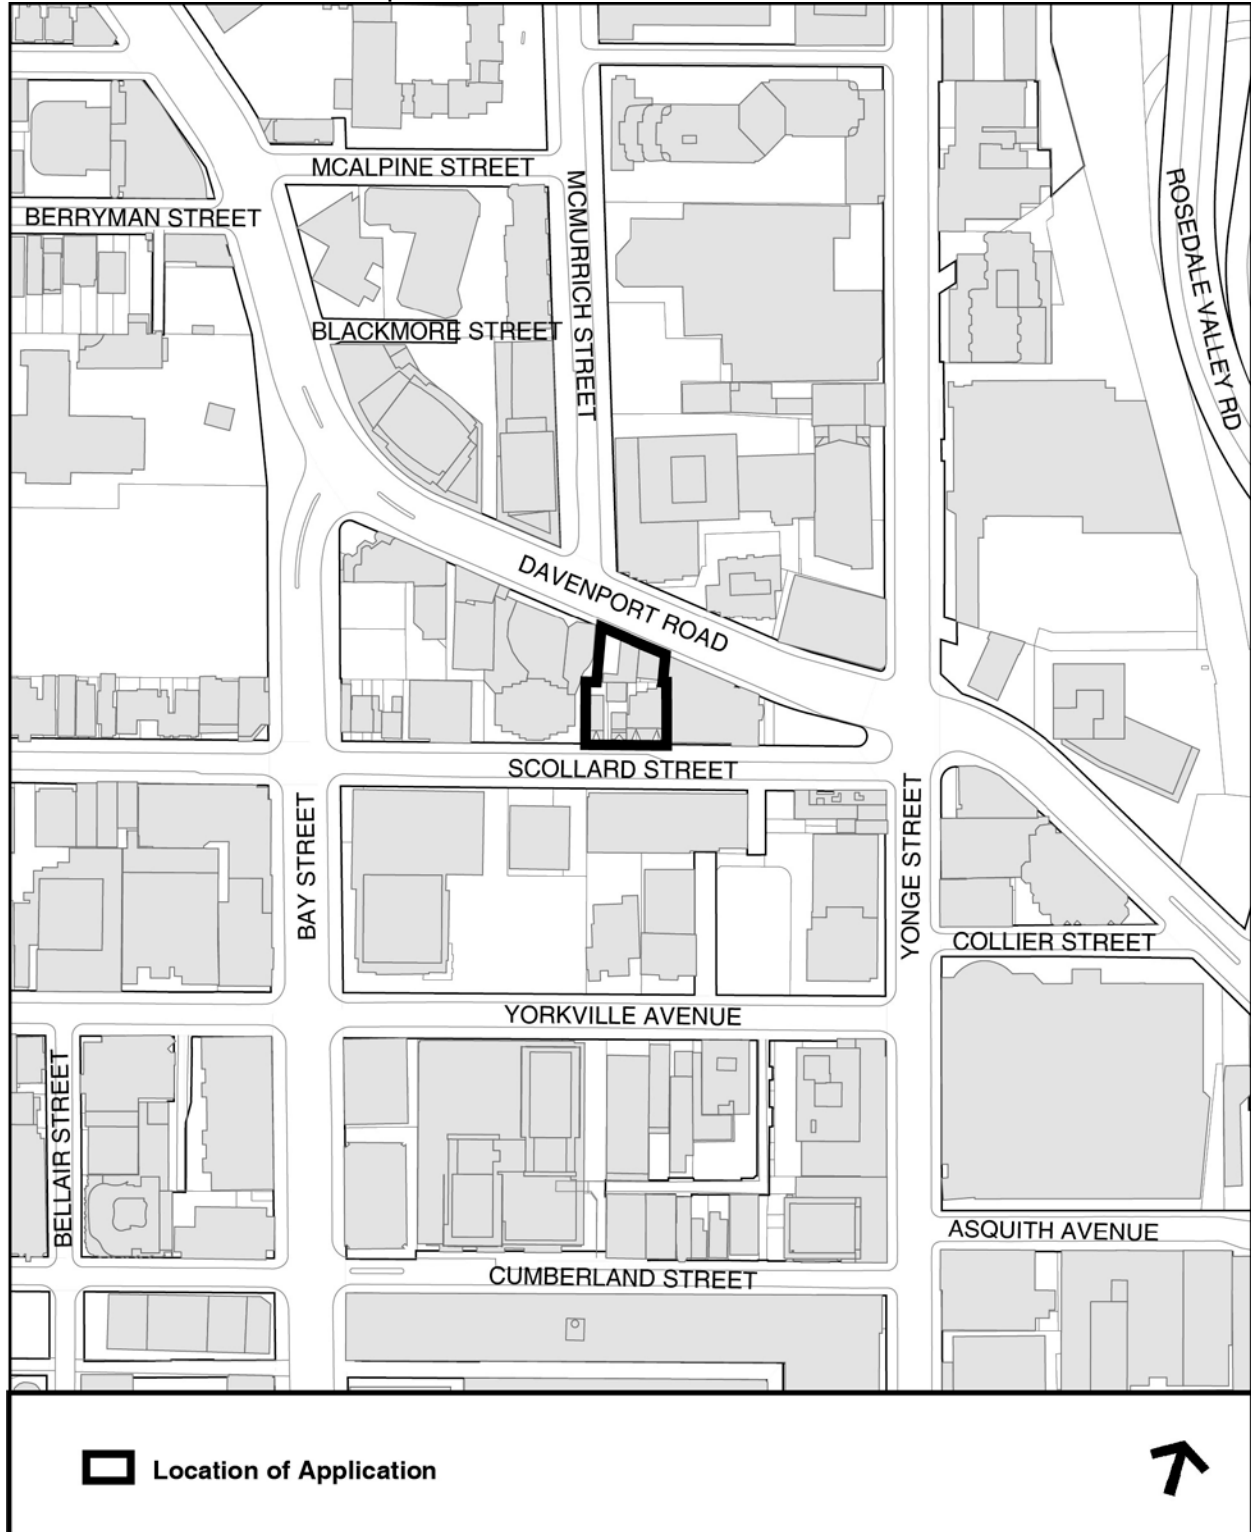 MCALPINE STREET
BERRYMAN STREET
MCMURRICH STREET
ROSEDALE VALLEY RD
BLACKMORE STREET
DAVENPORT ROAD
SCOLLARD STREET
BAY STREET
YONGE STREET
COLLIER STREET
YORKVILLE AVENUE
BELLAIR STREET
ASQUITH AVENUE
CUMBERLAND STREET
Location of Application